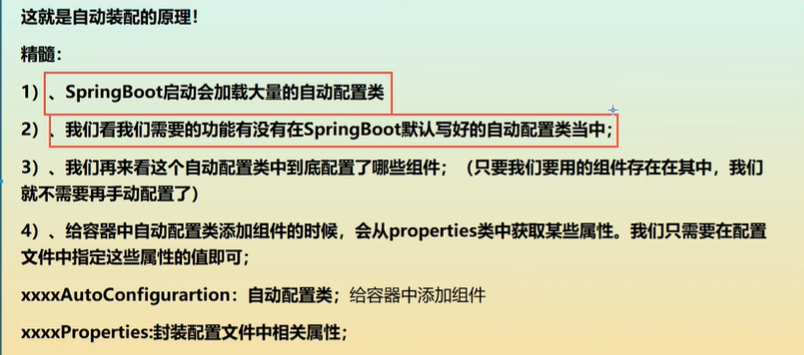 这就是自动装配的原理！
精髓：
1）、SpringBoot启动会加载大量的自动配置类
2）、我们看我们需要的功能有没有在SpringBoot默认写好的自动配置类当中；
3）、我们再来看这个自动配置类中到底配置了哪些组件；（只要我们要用的组件存在在其中，我们
就不需要再手动配置了）
4）、给容器中自动配置类添加组件的时候，会从properties类中获取某些属性。我们只需要在配置
文件中指定这些属性的值即可；
xxxxAutoConfigurartion：自动配置类；给容器中添加组件
xxxxProperties:封装配置文件中相关属性；